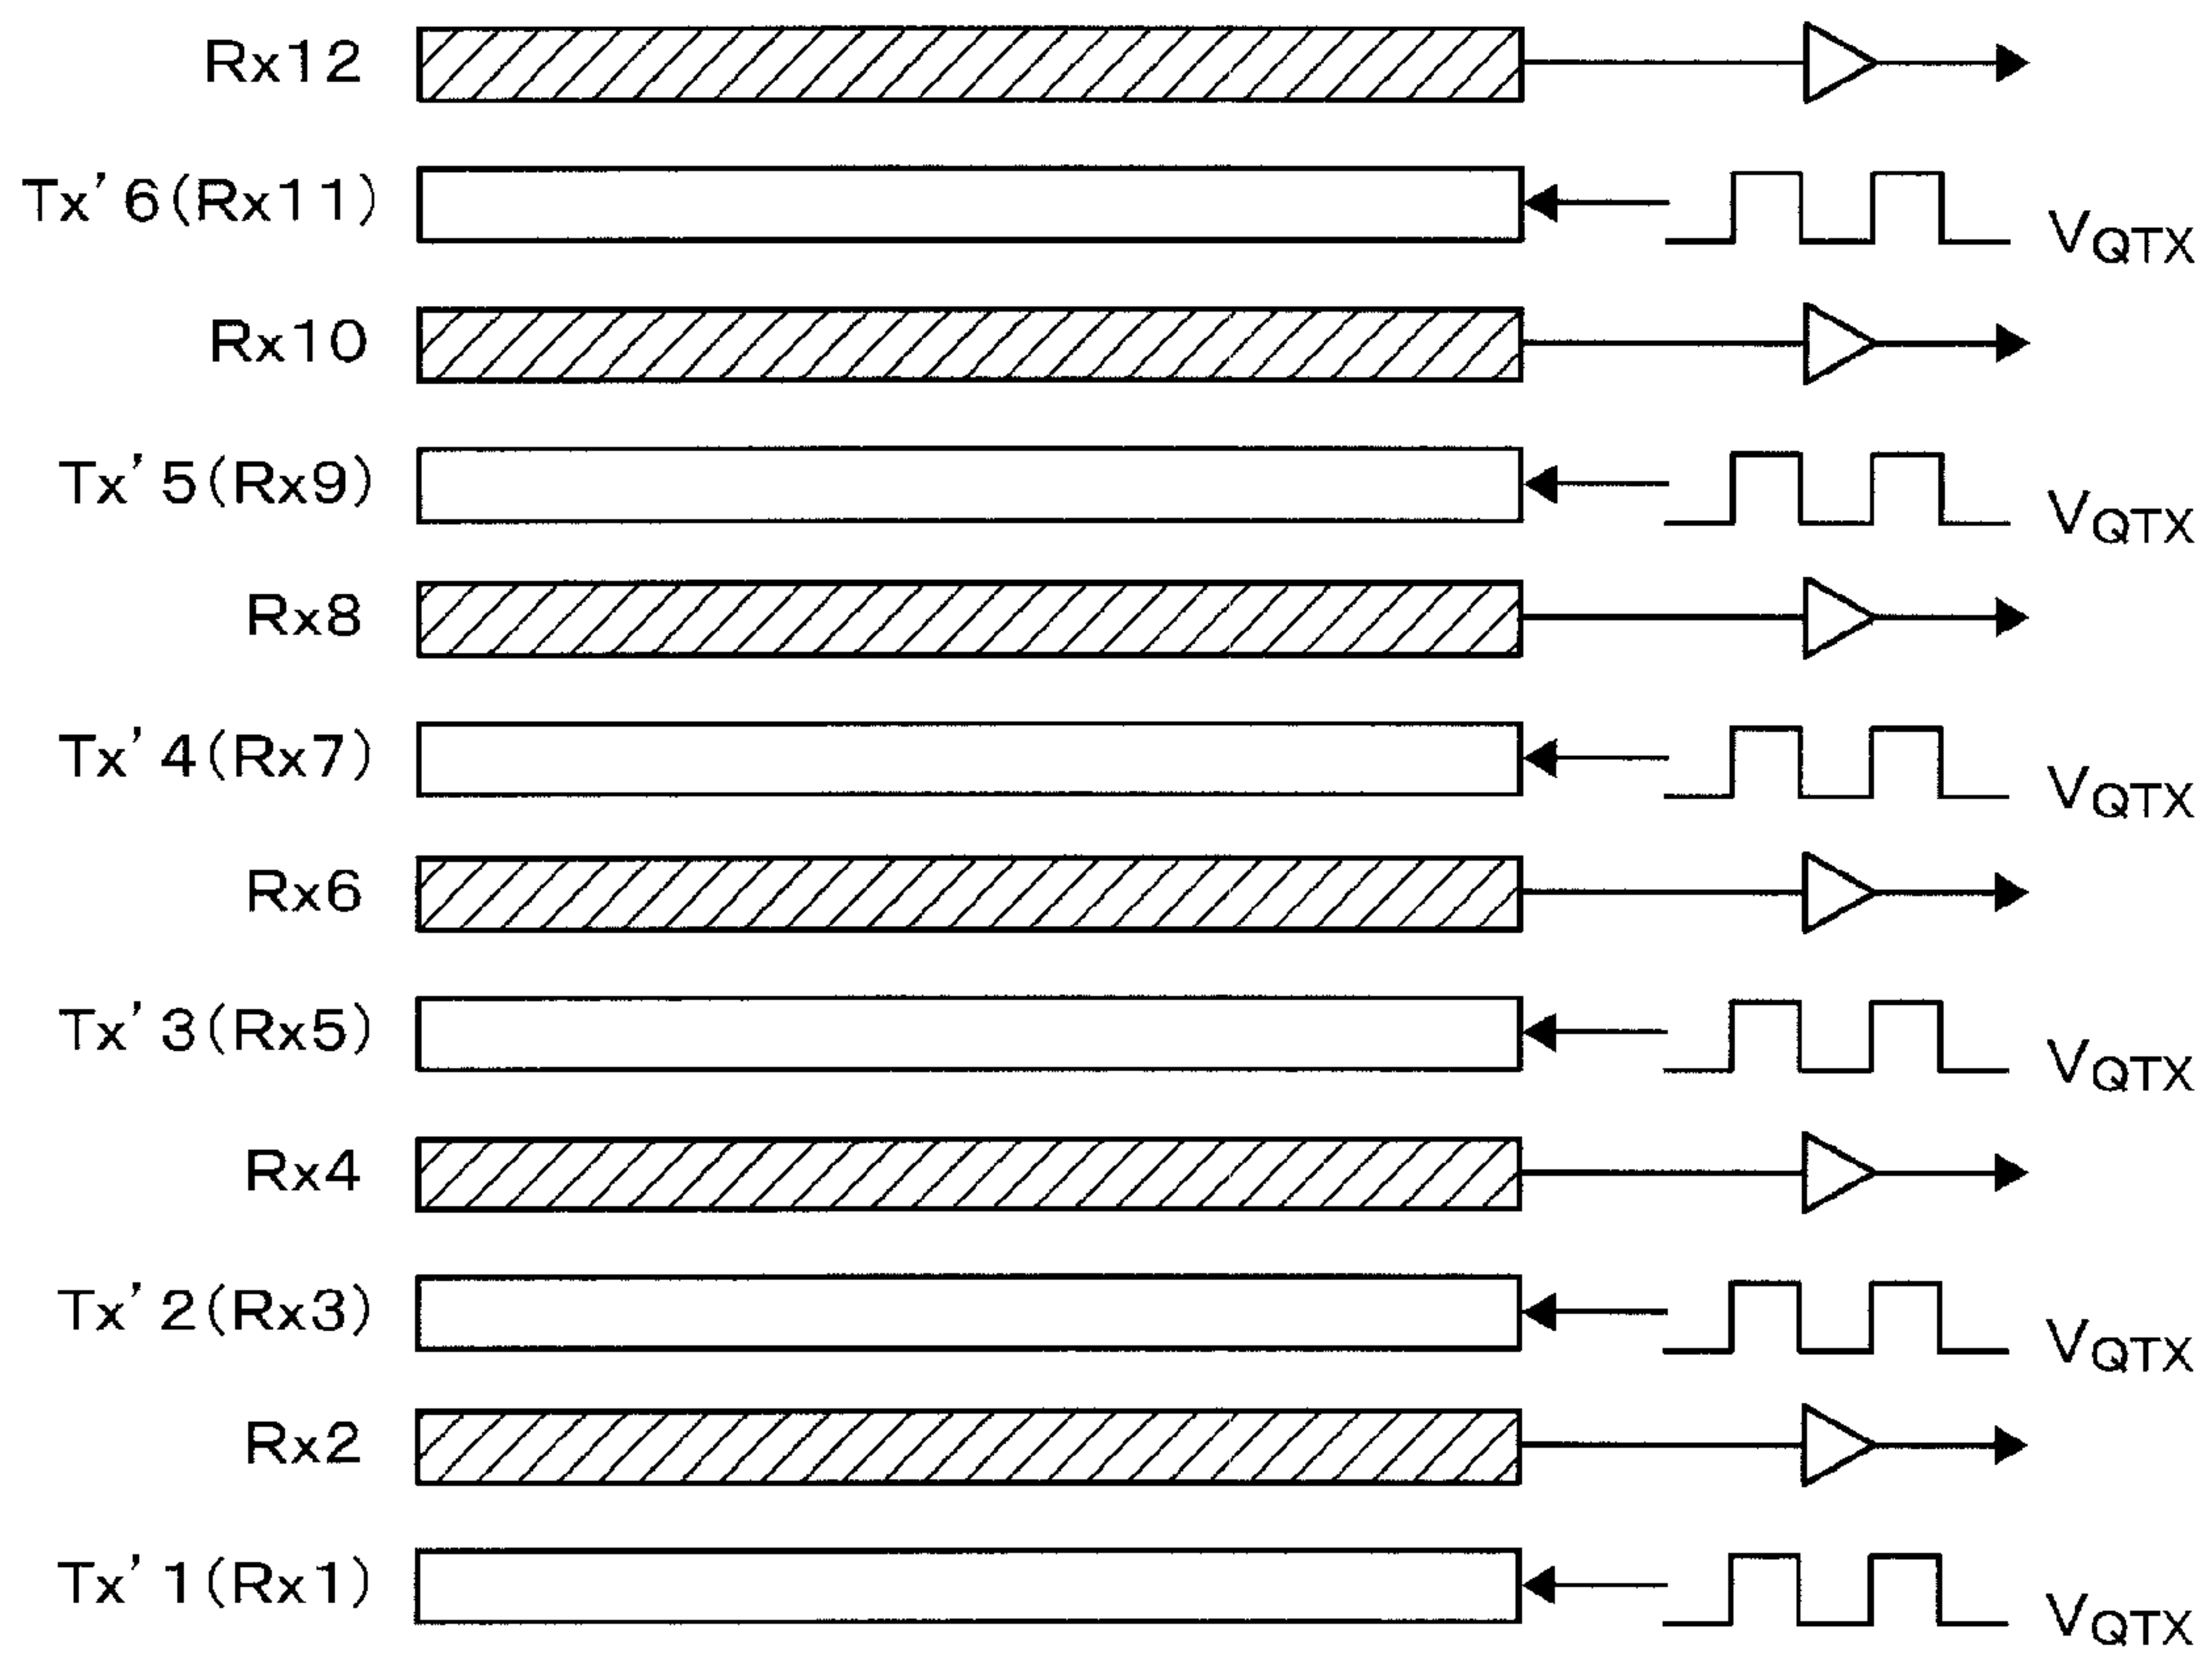 Rx12
Tx'6(Rx11) VQTX
Rx10
Tx'5(Rx9) VQTX
Rx8
Tx'4(Rx7) VQTX
Rx6
Tx'3(Rx5) VQTX
Rx4
Tx'2(Rx3) VQTX
Rx2
Tx'1(Rx1) VQTX